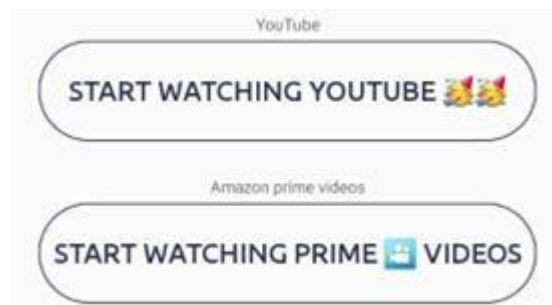 YouTube
START WATCHING YOUTUBE 🥳🥳
Amazon prime videos
START WATCHING PRIME 🎦 VIDEOS